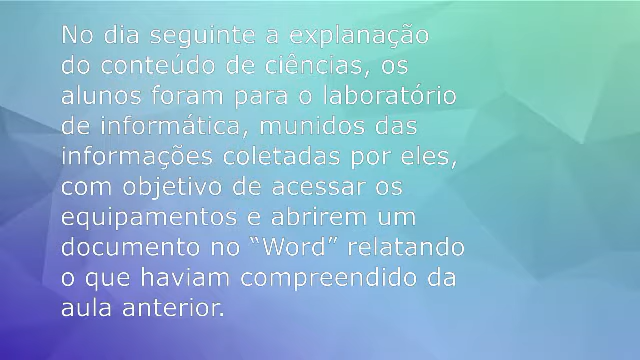 No dia seguinte a explanação
do conteúdo de ciências, os
alunos foram para o laboratório
de informática, munidos das
informações coletadas por eles,
com objetivo de acessar os
equipamentos e abrirem um
documento no “Word” relatando
o que haviam compreendido da
aula anterior.